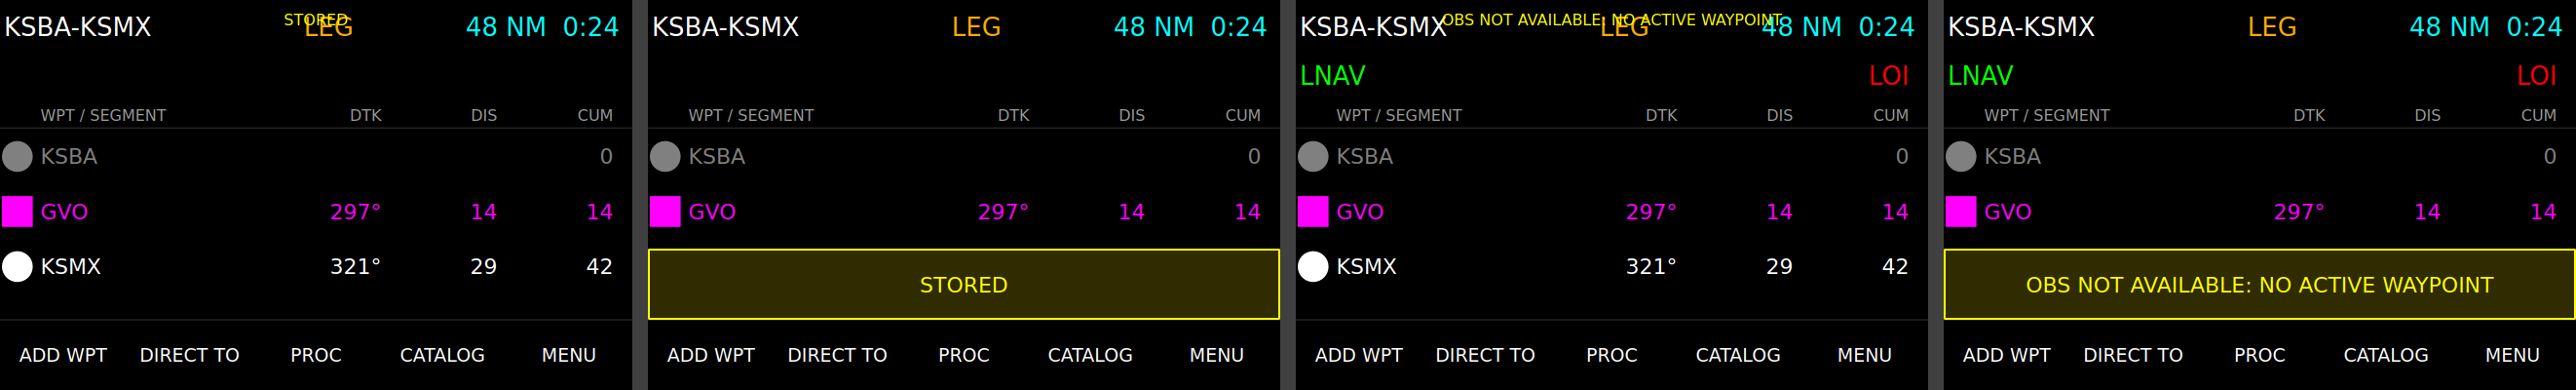 KSBA-KSMX STORED LEG 48 NM 0:24
WPT / SEGMENT DTK DIS CUM
KSBA 0
GVO 297° 14 14
KSMX 321° 29 42
ADD WPT DIRECT TO PROC CATALOG MENU
KSBA-KSMX LEG 48 NM 0:24
WPT / SEGMENT DTK DIS CUM
KSBA 0
GVO 297° 14 14
STORED
ADD WPT DIRECT TO PROC CATALOG MENU
KSBA-KSMX OBS NOT AVAILABLE: NO ACTIVE WAYPOINT LEG 48 NM 0:24
LNAV LOI
WPT / SEGMENT DTK DIS CUM
KSBA 0
GVO 297° 14 14
KSMX 321° 29 42
ADD WPT DIRECT TO PROC CATALOG MENU
KSBA-KSMX LEG 48 NM 0:24
LNAV LOI
WPT / SEGMENT DTK DIS CUM
KSBA 0
GVO 297° 14 14
OBS NOT AVAILABLE: NO ACTIVE WAYPOINT
ADD WPT DIRECT TO PROC CATALOG MENU